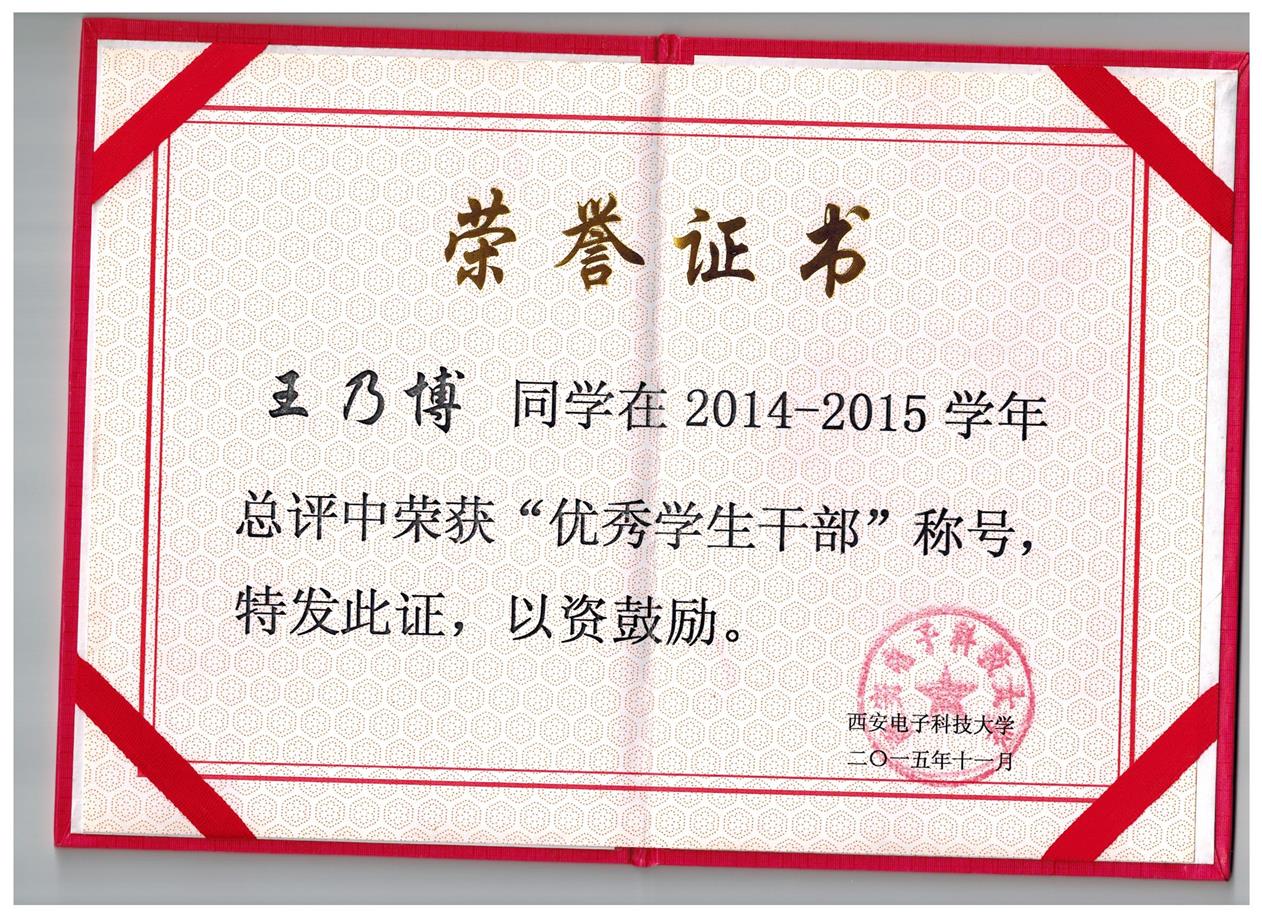 荣誉证书
王乃博 同学在 2014-2015 学年
总评中荣获“优秀学生干部”称号，
特发此证，以资鼓励。
西安电子科技大学
二〇一五年十一月